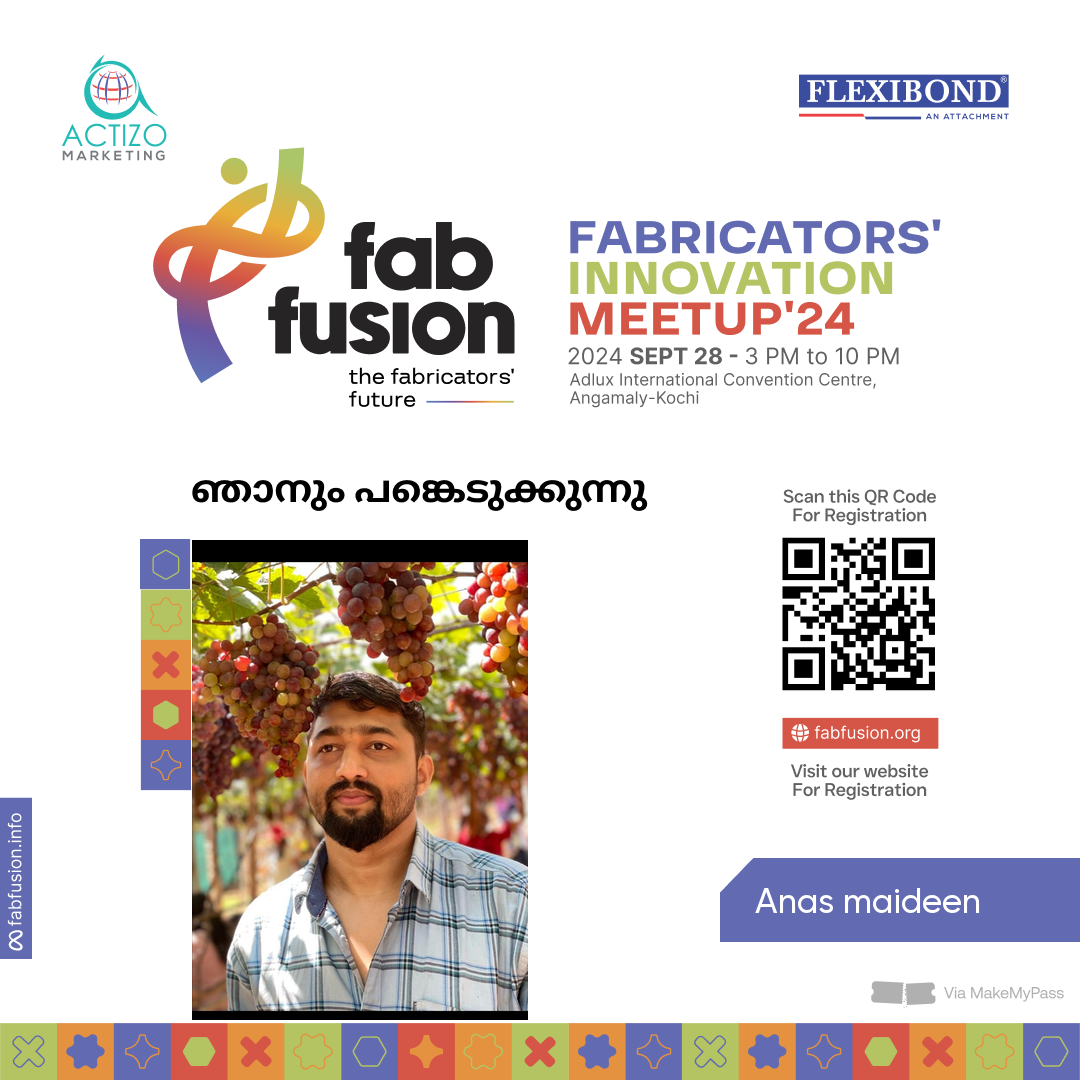 ACTIZO
MARKETING
FLEXIBOND®
AN ATTACHMENT
fab
fusion
the fabricators'
future
FABRICATORS'
INNOVATION
MEETUP'24
2024 SEPT 28 - 3 PM to 10 PM
Adlux International Convention Centre,
Angamaly-Kochi
ഞാനും പങ്കെടുക്കുന്നു
Scan this QR Code
For Registration
fabfusion.org
Visit our website
For Registration
fabfusion.info
Anas maideen
Via MakeMyPass